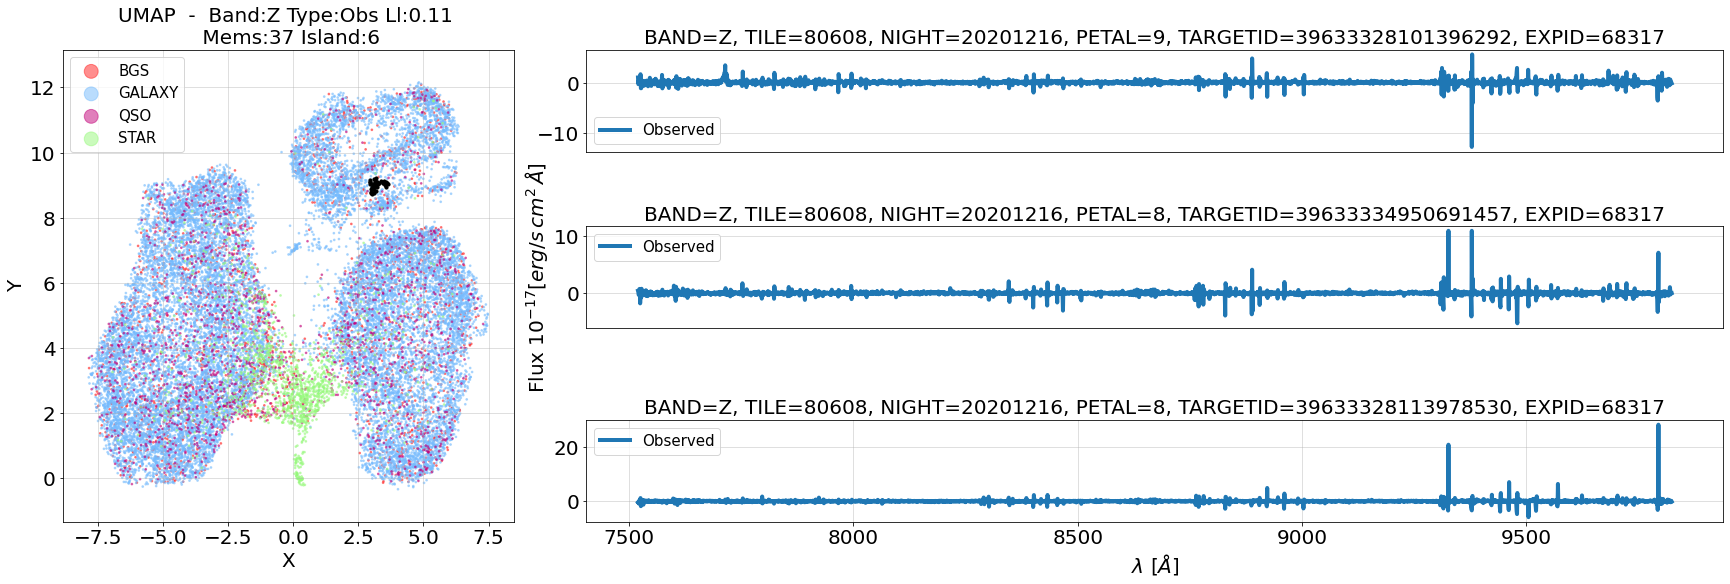 UMAP  -  Band:Z Type:Obs Ll:0.11
Mems:37 Island:6
BGS
GALAXY
QSO
STAR
12
10
8
6
4
2
0
Y
−7.5 −5.0 −2.5 0.0 2.5 5.0 7.5
X
Flux 10⁻¹⁷[erg/s cm² Å]
BAND=Z, TILE=80608, NIGHT=20201216, PETAL=9, TARGETID=39633328101396292, EXPID=68317
0
−10
Observed
BAND=Z, TILE=80608, NIGHT=20201216, PETAL=8, TARGETID=39633334950691457, EXPID=68317
10
0
Observed
BAND=Z, TILE=80608, NIGHT=20201216, PETAL=8, TARGETID=39633328113978530, EXPID=68317
20
0
Observed
7500 8000 8500 9000 9500
λ [Å]